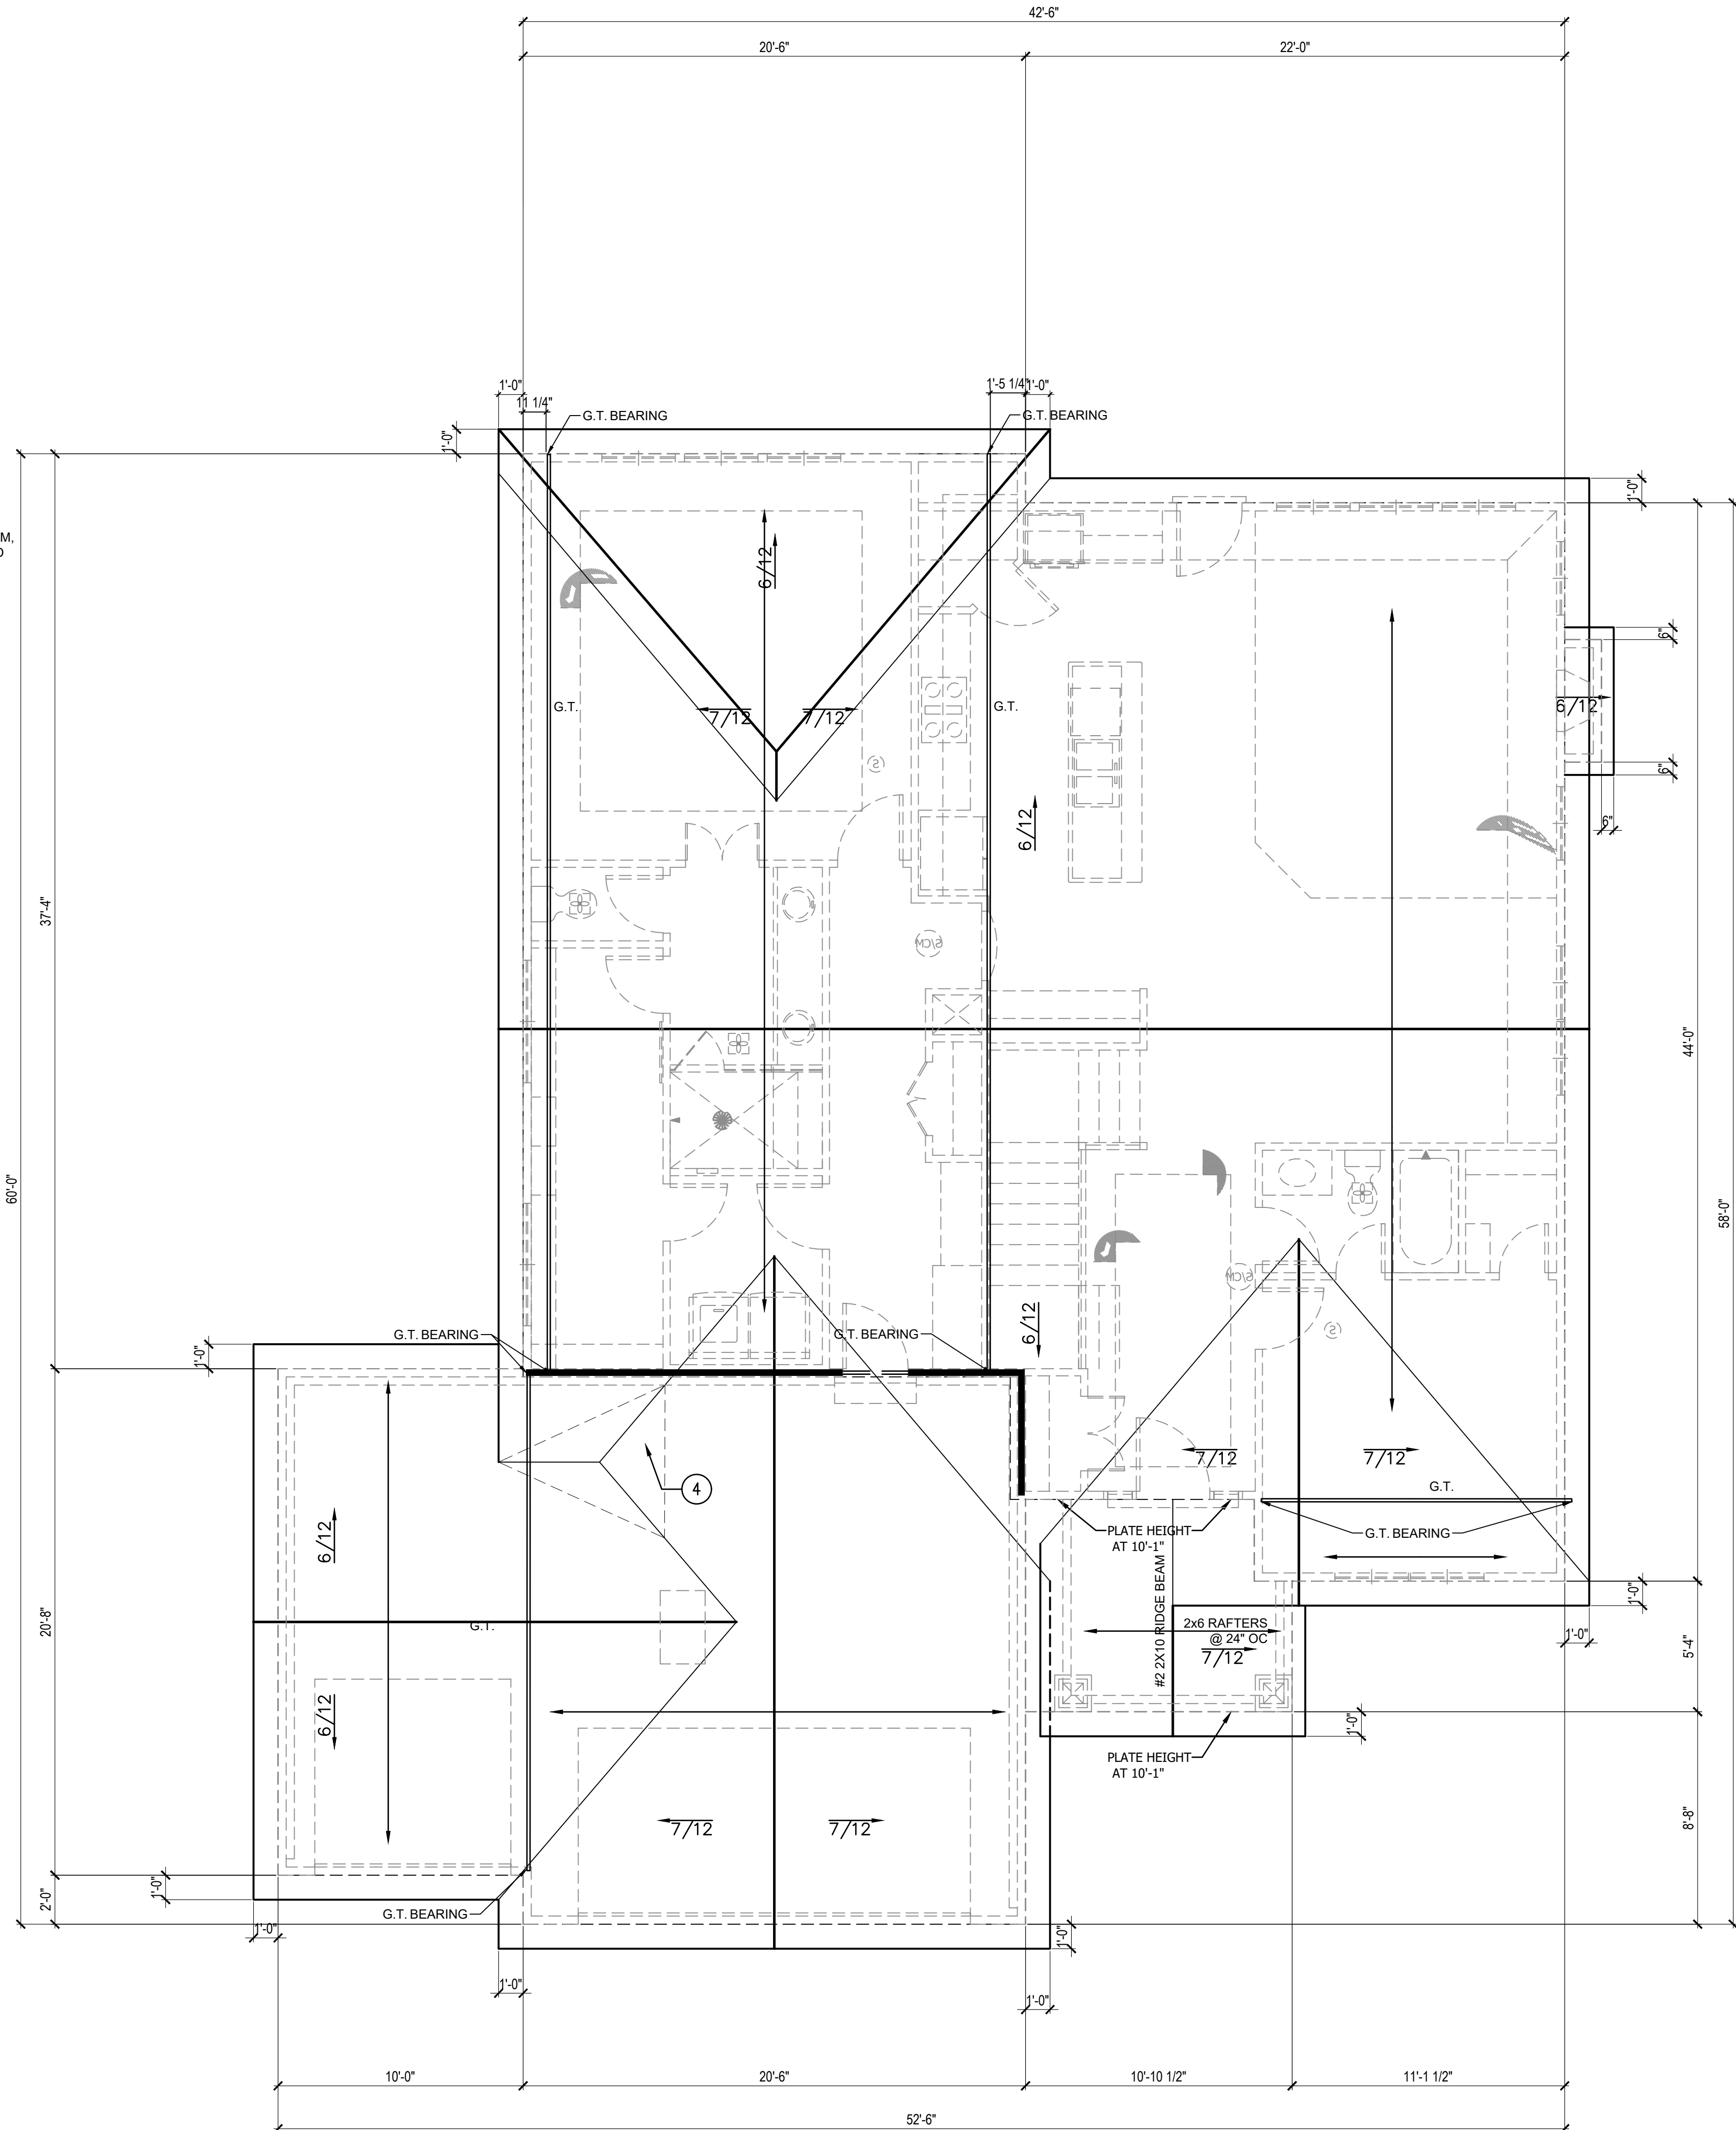 42'-6"
20'-6"
22'-0"
1'-0"
11 1/4"
G.T. BEARING
1'-5 1/4"
1'-0"
G.T. BEARING
1'-0"
1'-0"
M,
6/12
G.T.
7/12
7/12
G.T.
6/12
6"
6/12
6"
6"
S
37'-4"
S/CM
44'-0"
60'-0"
58'-0"
S/CM
S
G.T. BEARING
G.T. BEARING
6/12
1'-0"
7/12
7/12
4
G.T.
PLATE HEIGHT
AT 10'-1"
G.T. BEARING
6/12
#2 2X10 RIDGE BEAM
1'-0"
20'-8"
G.T.
2x6 RAFTERS
@ 24" OC
7/12
1'-0"
5'-4"
6/12
1'-0"
PLATE HEIGHT
AT 10'-1"
7/12
7/12
8'-8"
2'-0"
1'-0"
G.T. BEARING
1'-0"
1'-0"
1'-0"
1'-0"
10'-0"
20'-6"
10'-10 1/2"
11'-1 1/2"
52'-6"